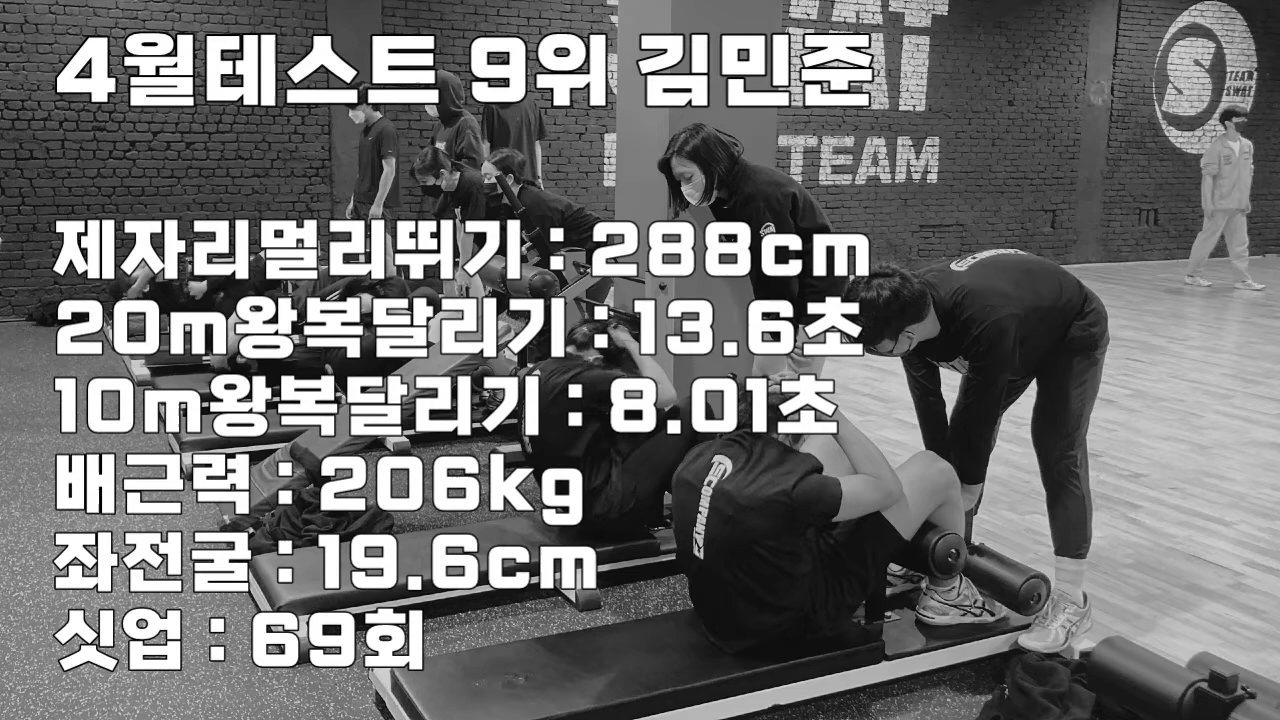 4월테스트 9위 김민준
TEAM
SWAT
TEAM
제자리멀리뛰기 : 288cm
20m왕복달리기 : 13.6초
10m왕복달리기 : 8.01초
배근력 : 206kg
좌전굴 : 19.6cm
싯업 : 69회